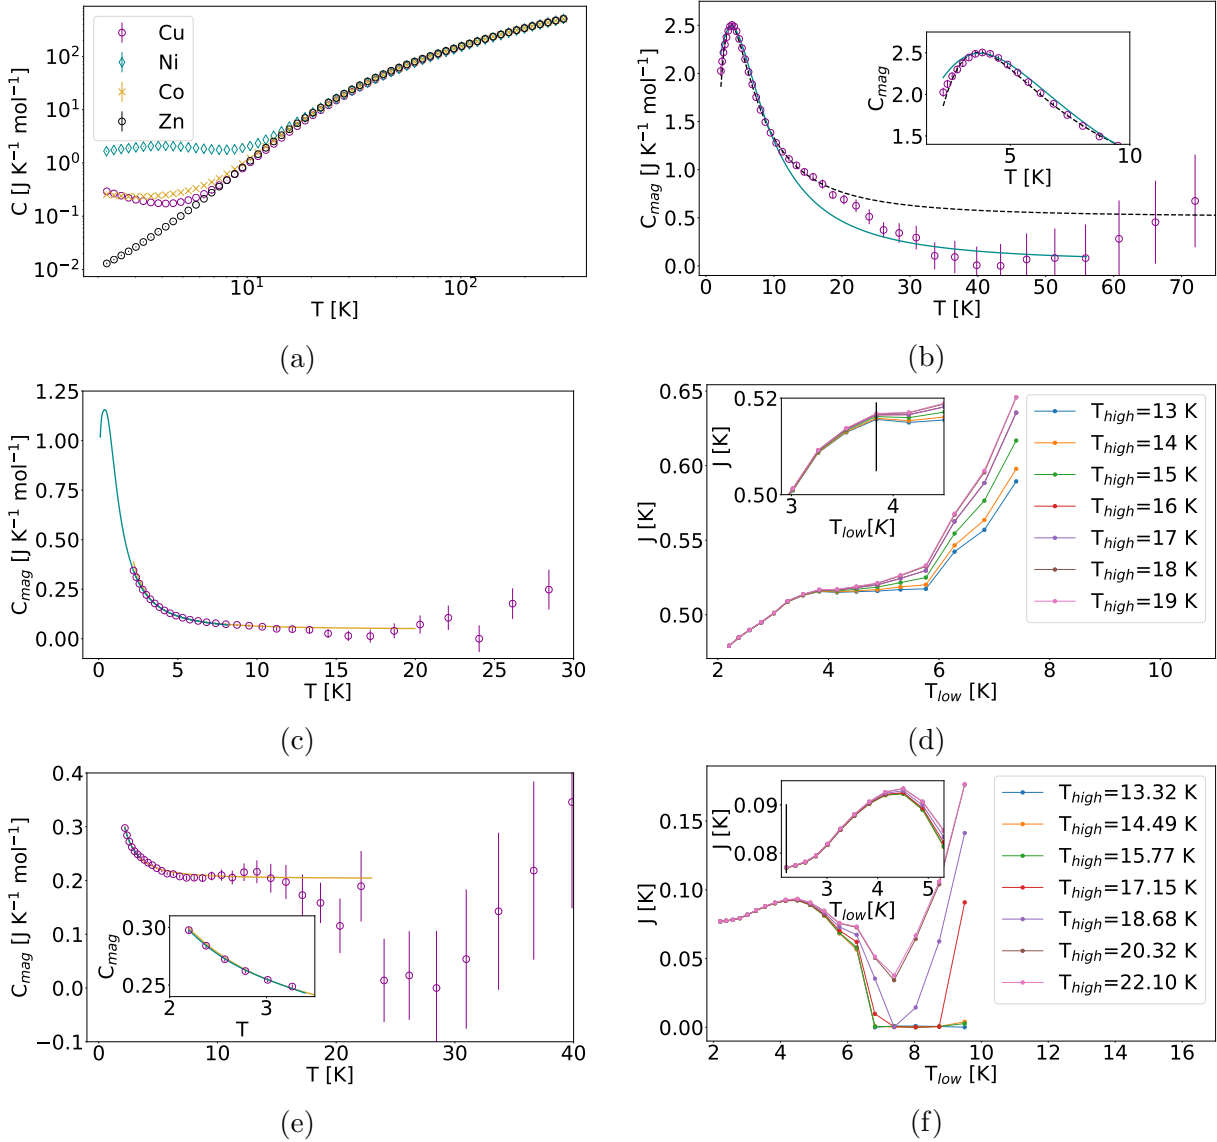 Cu
Ni
Co
Zn
C [J K⁻¹ mol⁻¹]
10²
10¹
10⁰
10⁻¹
10⁻²
10¹ 10²
T [K]
(a)
C_mag [J K⁻¹ mol⁻¹]
2.5
2.0
1.5
1.0
0.5
0.0
0 10 20 30 40 50 60 70
T [K]
C_mag
2.5
2.0
1.5
5 10
T [K]
(b)
C_mag [J K⁻¹ mol⁻¹]
1.25
1.00
0.75
0.50
0.25
0.00
0 5 10 15 20 25 30
T [K]
(c)
J [K]
0.65
0.60
0.55
0.50
2 4 6 8 10
T_low [K]
J [K]
0.52
0.50
3 4
T_low[K]
T_high=13 K
T_high=14 K
T_high=15 K
T_high=16 K
T_high=17 K
T_high=18 K
T_high=19 K
(d)
C_mag [J K⁻¹ mol⁻¹]
0.4
0.3
0.2
0.1
0.0
−0.1
0 10 20 30 40
T [K]
C_mag
0.30
0.25
2 3
T
(e)
J [K]
0.15
0.10
0.05
0.00
2 4 6 8 10 12 14 16
T_low [K]
J [K]
0.09
0.08
3 4 5
T_low[K]
T_high=13.32 K
T_high=14.49 K
T_high=15.77 K
T_high=17.15 K
T_high=18.68 K
T_high=20.32 K
T_high=22.10 K
(f)